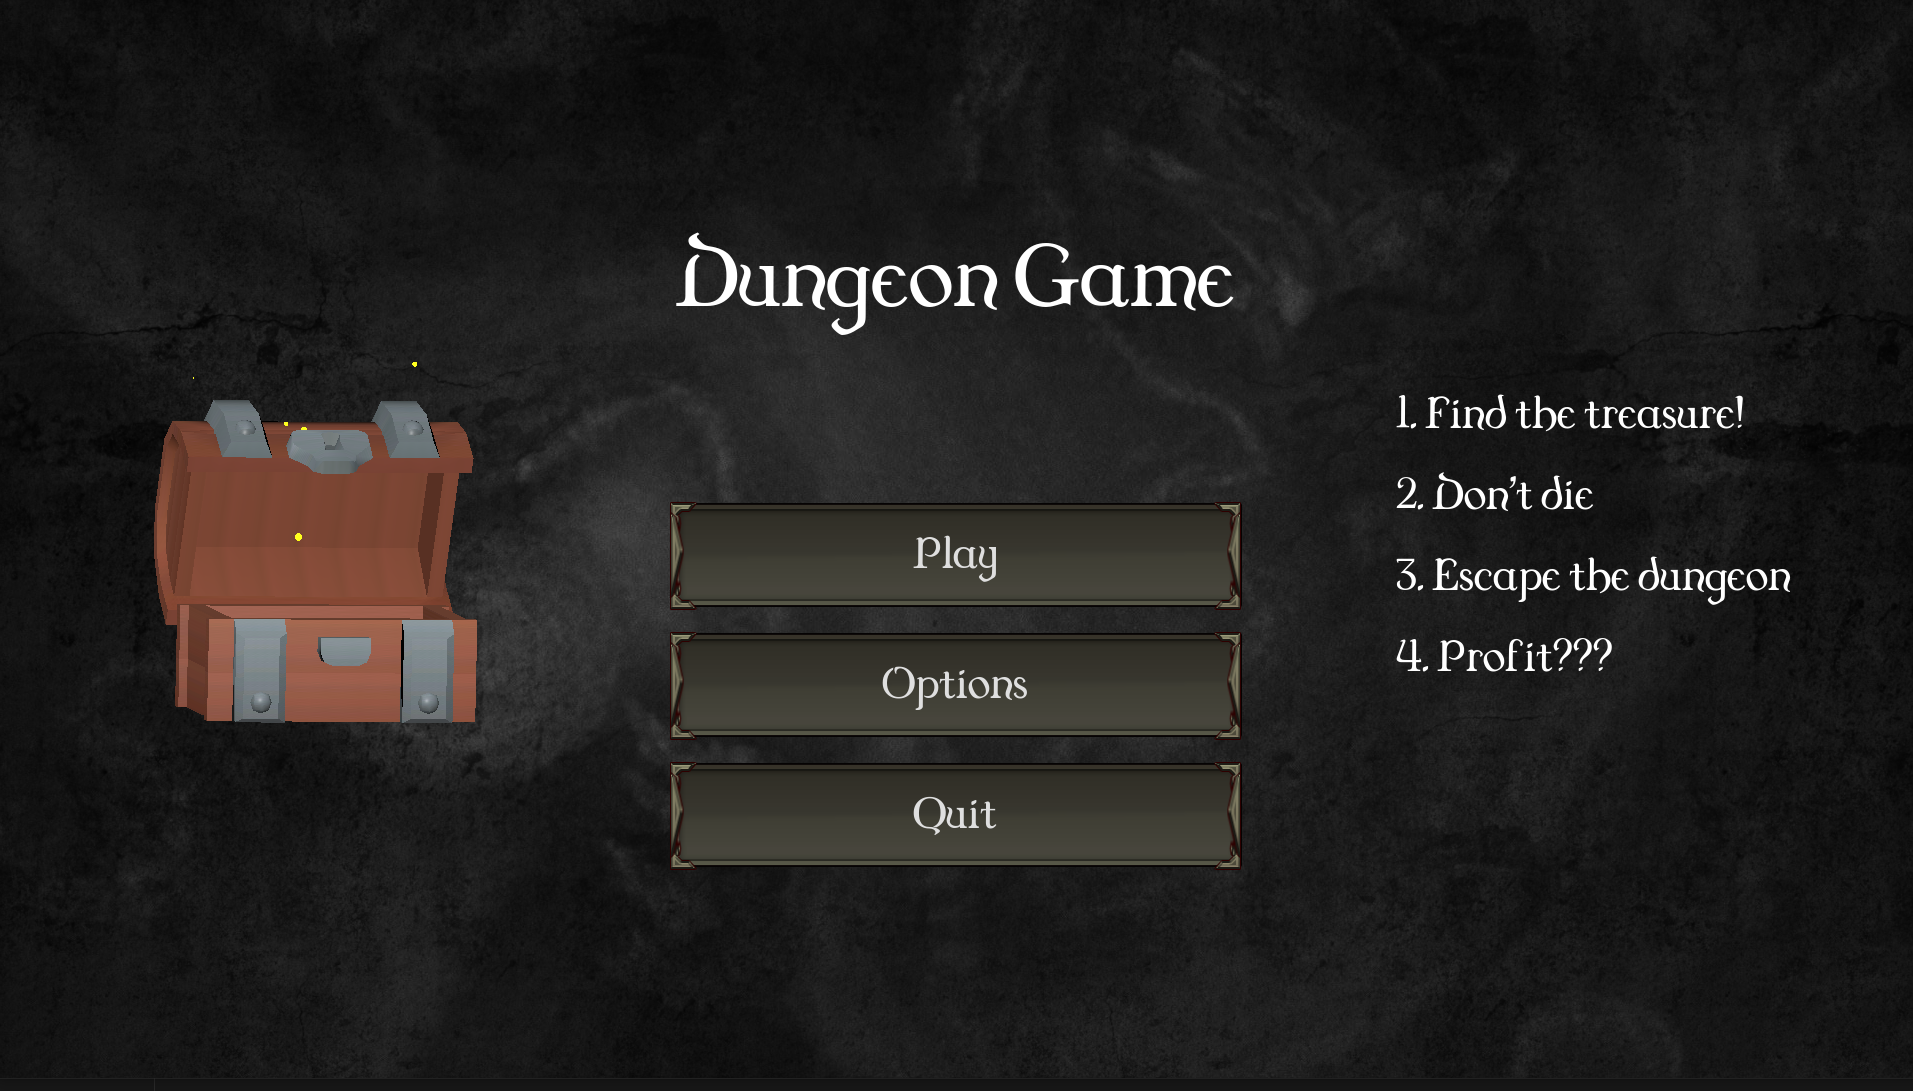 Dungeon Game
Play
Options
Quit
1. Find the treasure!
2. Don't die
3. Escape the dungeon
4. Profit???